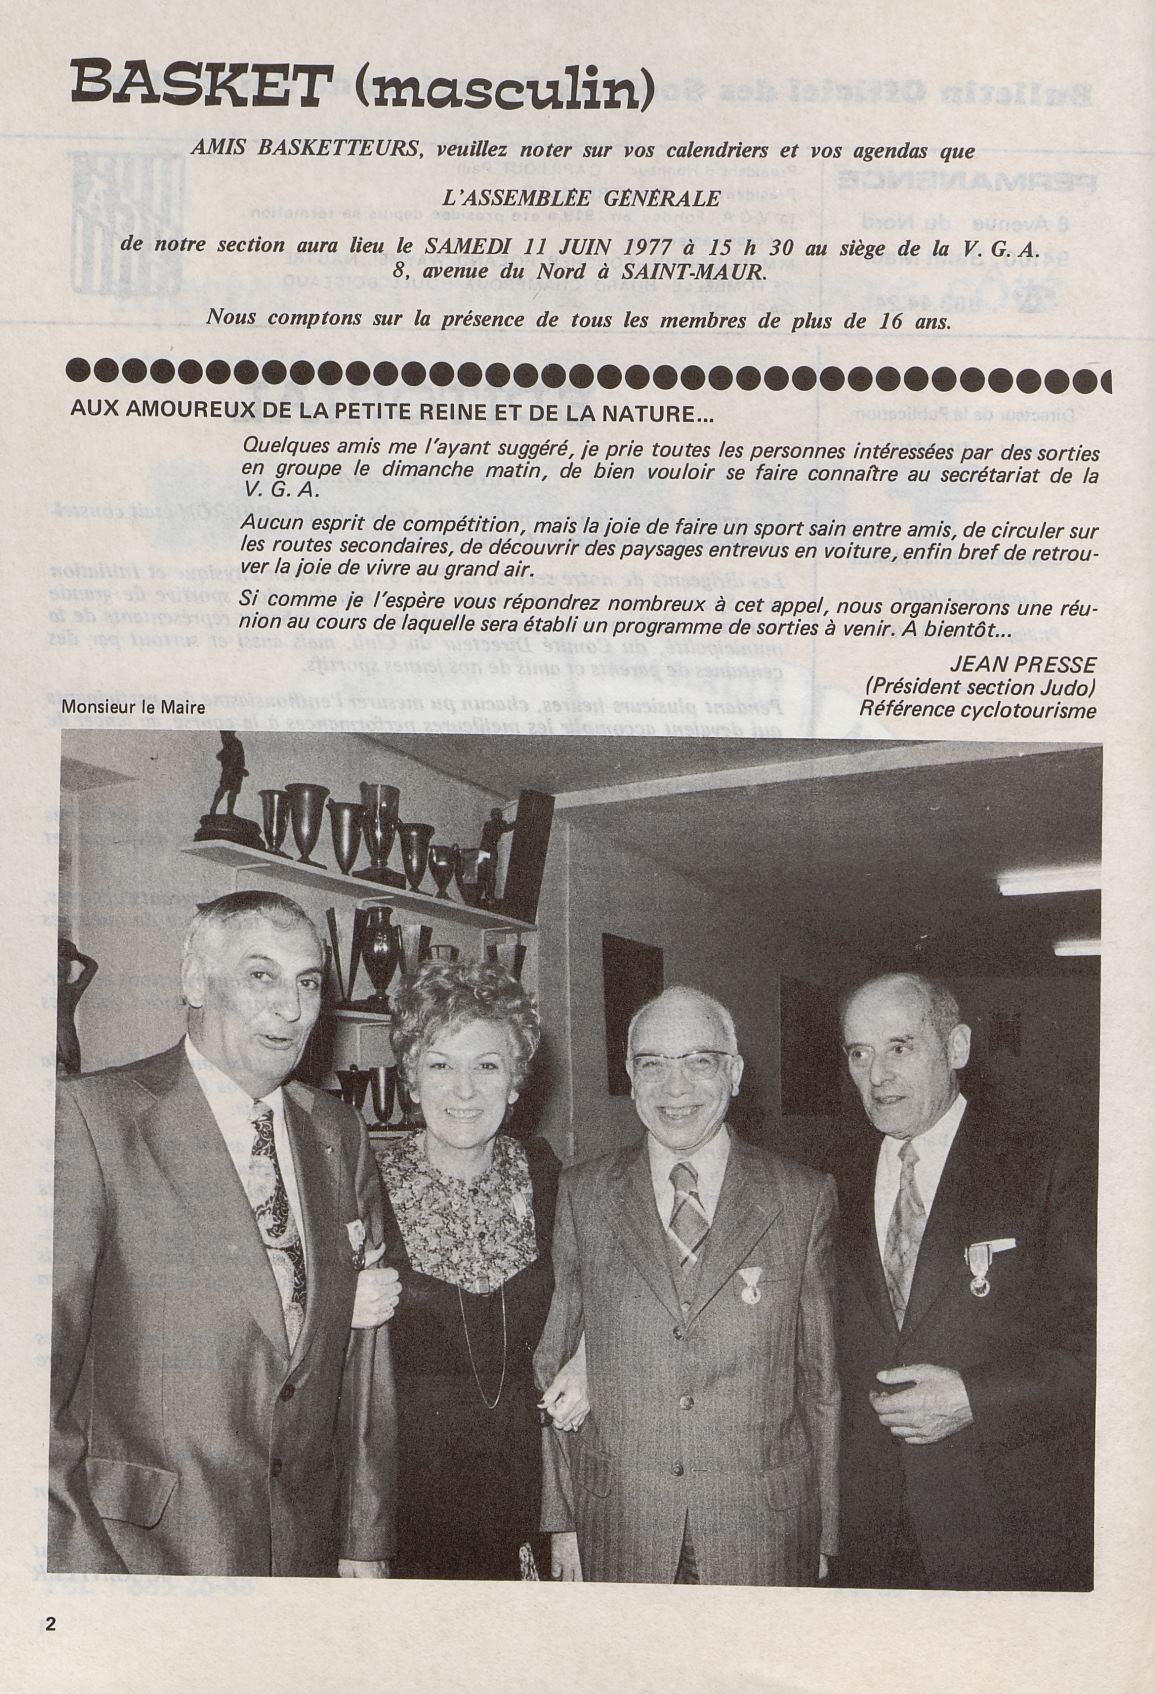 BASKET (masculin)
AMIS BASKETTEURS, veuillez noter sur vos calendriers et vos agendas que
L'ASSEMBLÉE GÉNÉRALE
de notre section aura lieu le SAMEDI 11 JUIN 1977 à 15 h 30 au siège de la V. G. A.
8, avenue du Nord à SAINT-MAUR.
Nous comptons sur la présence de tous les membres de plus de 16 ans.
AUX AMOUREUX DE LA PETITE REINE ET DE LA NATURE...
Quelques amis me l'ayant suggéré, je prie toutes les personnes intéressées par des sorties
en groupe le dimanche matin, de bien vouloir se faire connaître au secrétariat de la
V. G. A.
Aucun esprit de compétition, mais la joie de faire un sport sain entre amis, de circuler sur
les routes secondaires, de découvrir des paysages entrevus en voiture, enfin bref de retrou-
ver la joie de vivre au grand air.
Si comme je l'espère vous répondrez nombreux à cet appel, nous organiserons une réu-
nion au cours de laquelle sera établi un programme de sorties à venir. A bientôt...
JEAN PRESSE
(Président section Judo)
Référence cyclotourisme
Monsieur le Maire
2